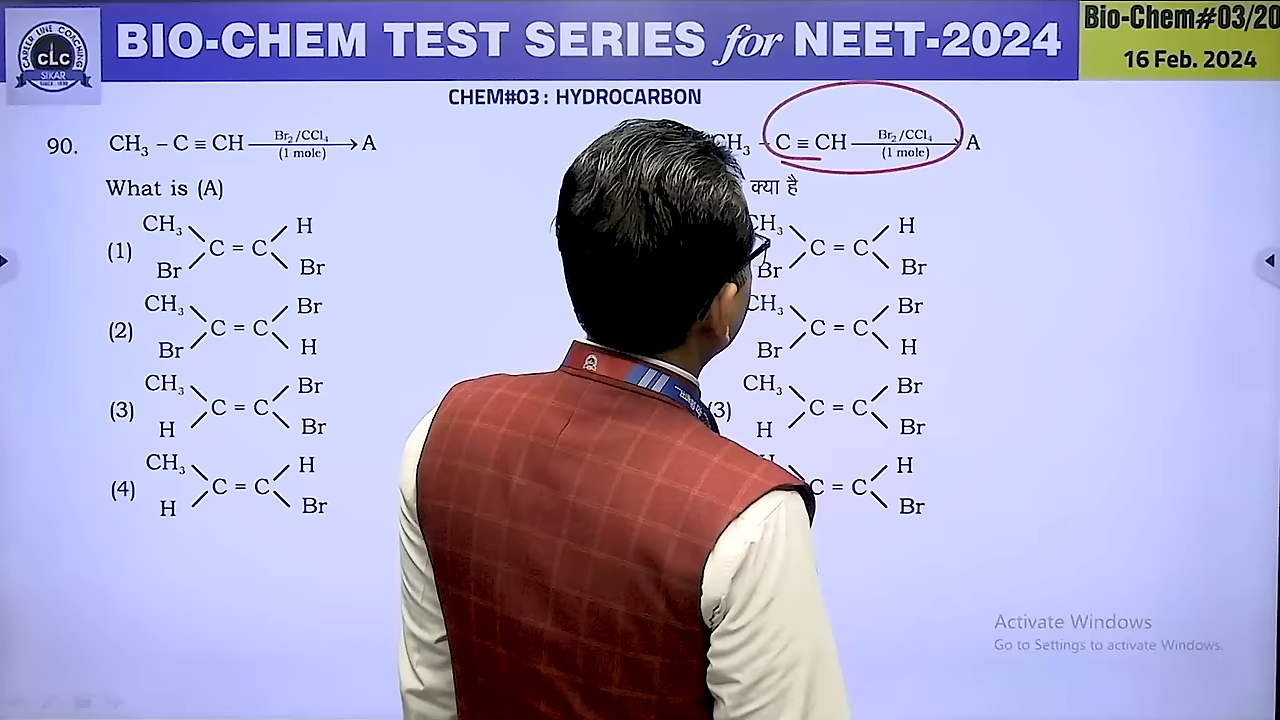 BIO-CHEM TEST SERIES for NEET-2024
Bio-Chem#03/20
16 Feb. 2024
CAREER LINE COACHING
CLC
SIKAR
CHEM#03 : HYDROCARBON
90. CH₃ – C ≡ CH Br₂/CCl₄ (1 mole) → A
What is (A)
(1) CH₃ Br C = C H Br
(2) CH₃ Br C = C Br H
(3) CH₃ H C = C Br Br
(4) CH₃ H C = C H Br
CH₃ – C ≡ CH Br₂/CCl₄ (1 mole) → A
क्या है
CH₃ Br C = C H Br
CH₃ Br C = C Br H
(3) CH₃ H C = C Br Br
C = C H Br
Activate Windows
Go to Settings to activate Windows.